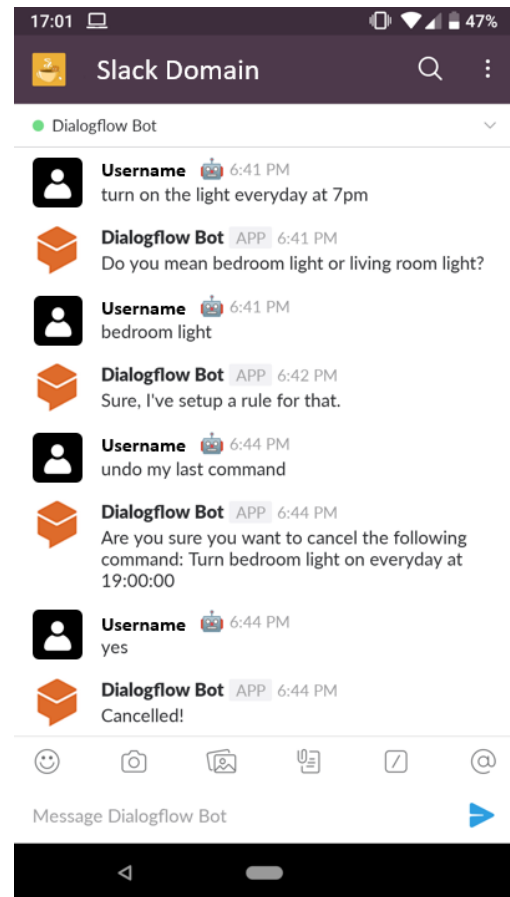 17:01 47%
Slack Domain
Dialogflow Bot
Username 6:41 PM
turn on the light everyday at 7pm
Dialogflow Bot APP 6:41 PM
Do you mean bedroom light or living room light?
Username 6:41 PM
bedroom light
Dialogflow Bot APP 6:42 PM
Sure, I've setup a rule for that.
Username 6:44 PM
undo my last command
Dialogflow Bot APP 6:44 PM
Are you sure you want to cancel the following
command: Turn bedroom light on everyday at
19:00:00
Username 6:44 PM
yes
Dialogflow Bot APP 6:44 PM
Cancelled!
Message Dialogflow Bot